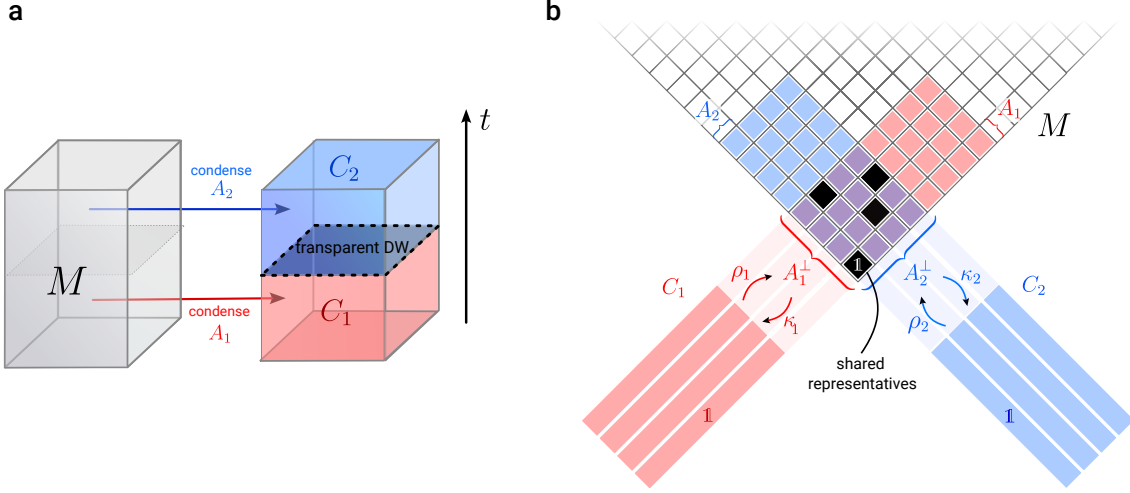 a
b
t
condense
A₂
C₂
transparent DW
M
condense
A₁
C₁
A₂
A₁
M
𝟙
C₁
ρ₁
A₁^⊥
κ₁
A₂^⊥
κ₂
ρ₂
C₂
shared
representatives
𝟙
𝟙